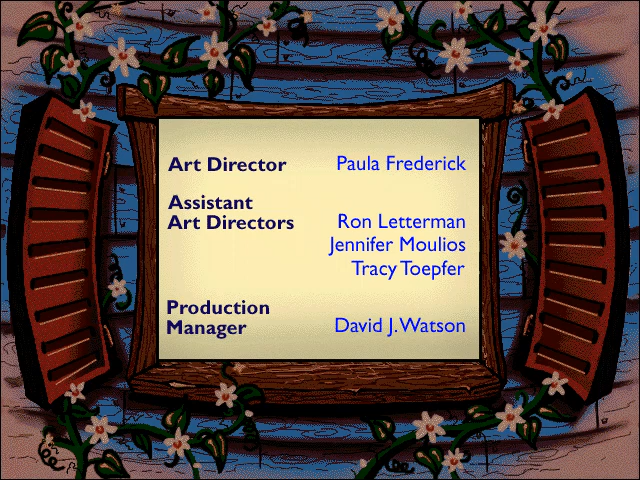 Art Director Paula Frederick
Assistant
Art Directors Ron Letterman
Jennifer Moulios
Tracy Toepfer
Production
Manager David J. Watson